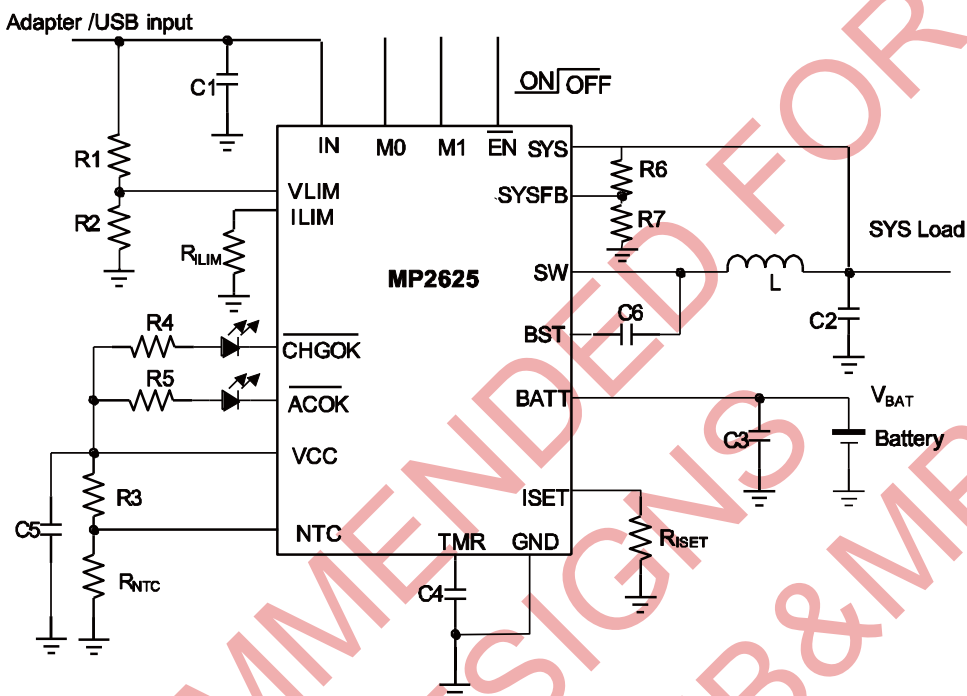 Adapter /USB input
C1
ON OFF
IN M0 M1 EN SYS
R1
R6
VLIM
SYSFB
ILIM
R2
R7
SYS Load
RILIM
SW
MP2625
L
R4
C6
C2
BST
CHGOK
R5
BATT
VBAT
ACOK
C3
Battery
VCC
ISET
R3
C5
NTC
TMR GND
RISET
RNTC
C4
MMENDED FOR
SIGNS
B&MP